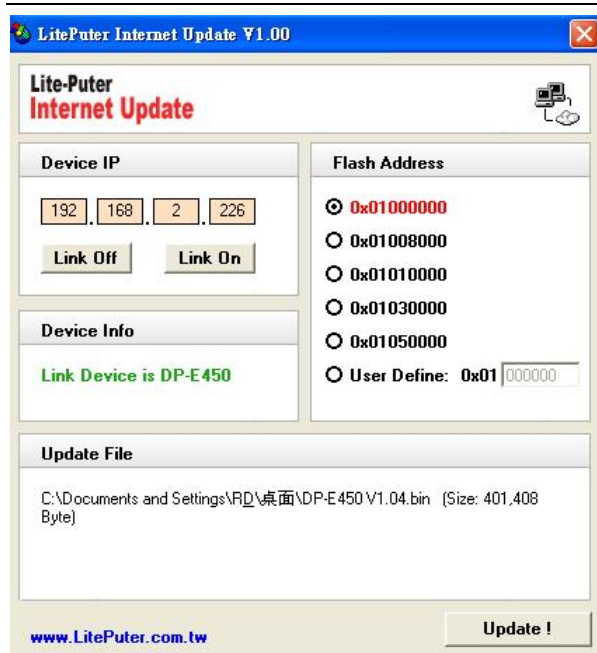 LitePuter Internet Update V1.00
Lite-Puter
Internet Update
Device IP
192 . 168 . 2 . 226
Link Off Link On
Device Info
Link Device is DP-E450
Flash Address
0x01000000
0x01008000
0x01010000
0x01030000
0x01050000
User Define: 0x01 000000
Update File
C:\Documents and Settings\RD\桌面\DP-E450 V1.04.bin (Size: 401,408
Byte)
www.LitePuter.com.tw
Update !